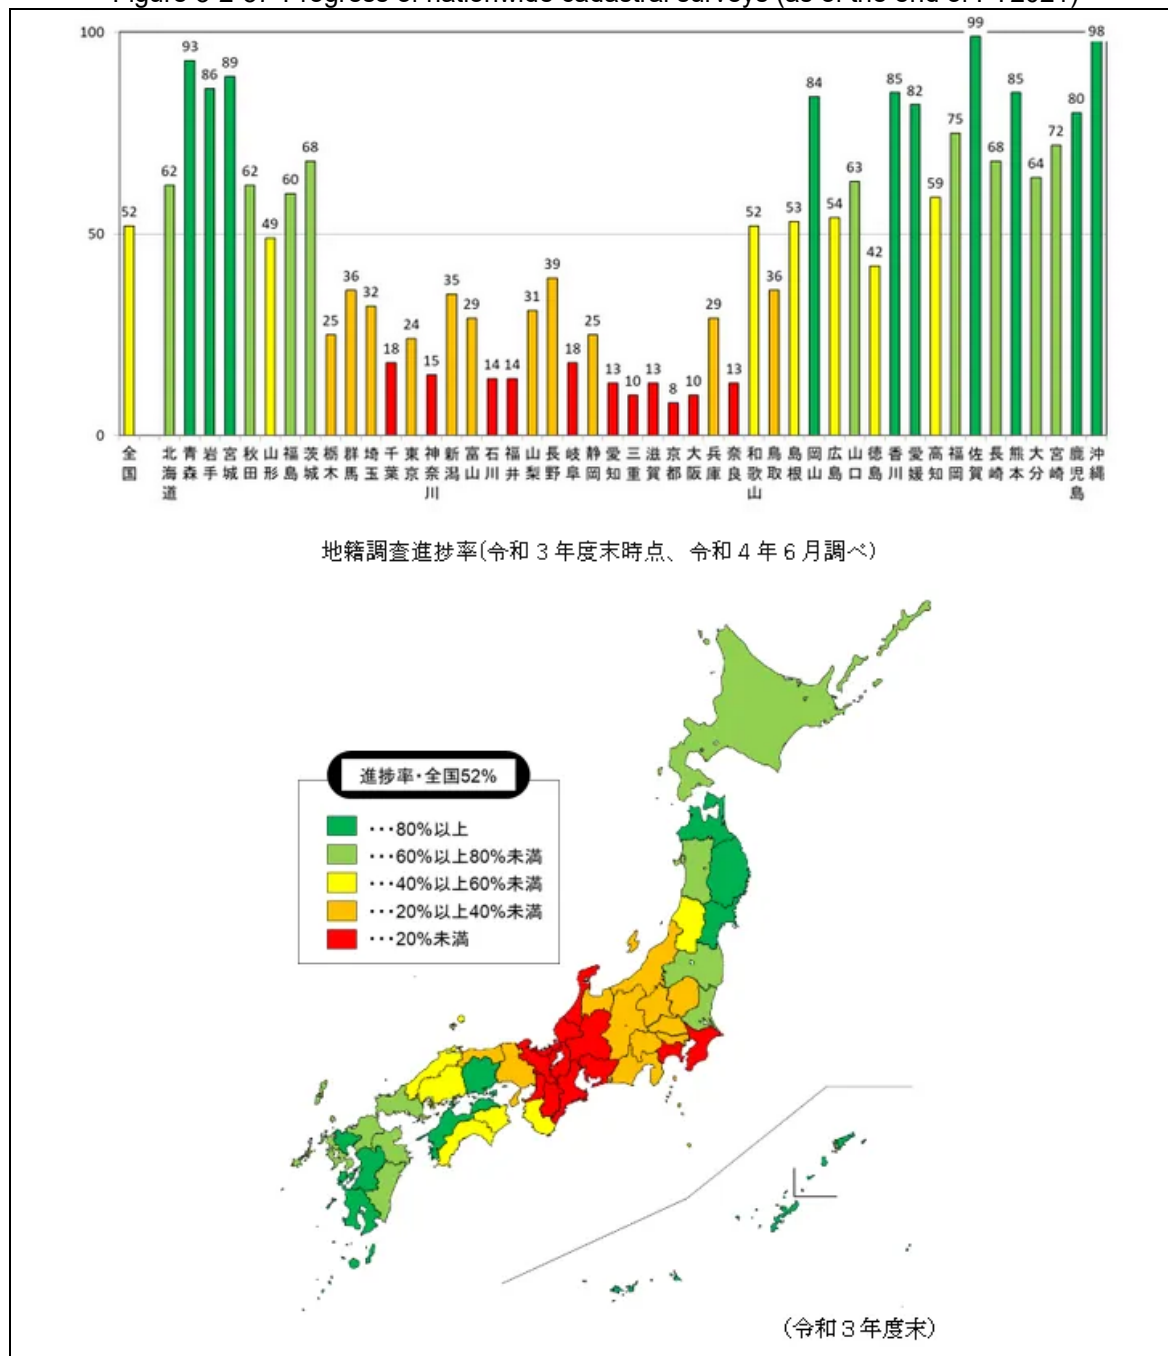 Progress of nationwide cadastral surveys (as of the end of
100
50
0
52 62 93 86 89 62 49 60 68 25 36 32 18 24 15 35 29 14 14 31 39 18 25 13 10 13 8 10 29 13 52 36 53 84 54 63 42 85 82 59 75 99 68 85 64 72 80 98
全国 北海道 青森 岩手 宮城 秋田 山形 福島 茨城 栃木 群馬 埼玉 千葉 東京 神奈川 新潟 富山 石川 福井 山梨 長野 岐阜 静岡 愛知 三重 滋賀 京都 大阪 兵庫 奈良 和歌山 鳥取 島根 岡山 広島 山口 徳島 香川 愛媛 高知 福岡 佐賀 長崎 熊本 大分 宮崎 鹿児島 沖縄
地籍調査進捗率(令和３年度末時点、令和４年６月調べ)
進捗率・全国52%
･･･80%以上
･･･60%以上80%未満
･･･40%以上60%未満
･･･20%以上40%未満
･･･20%未満
(令和３年度末)